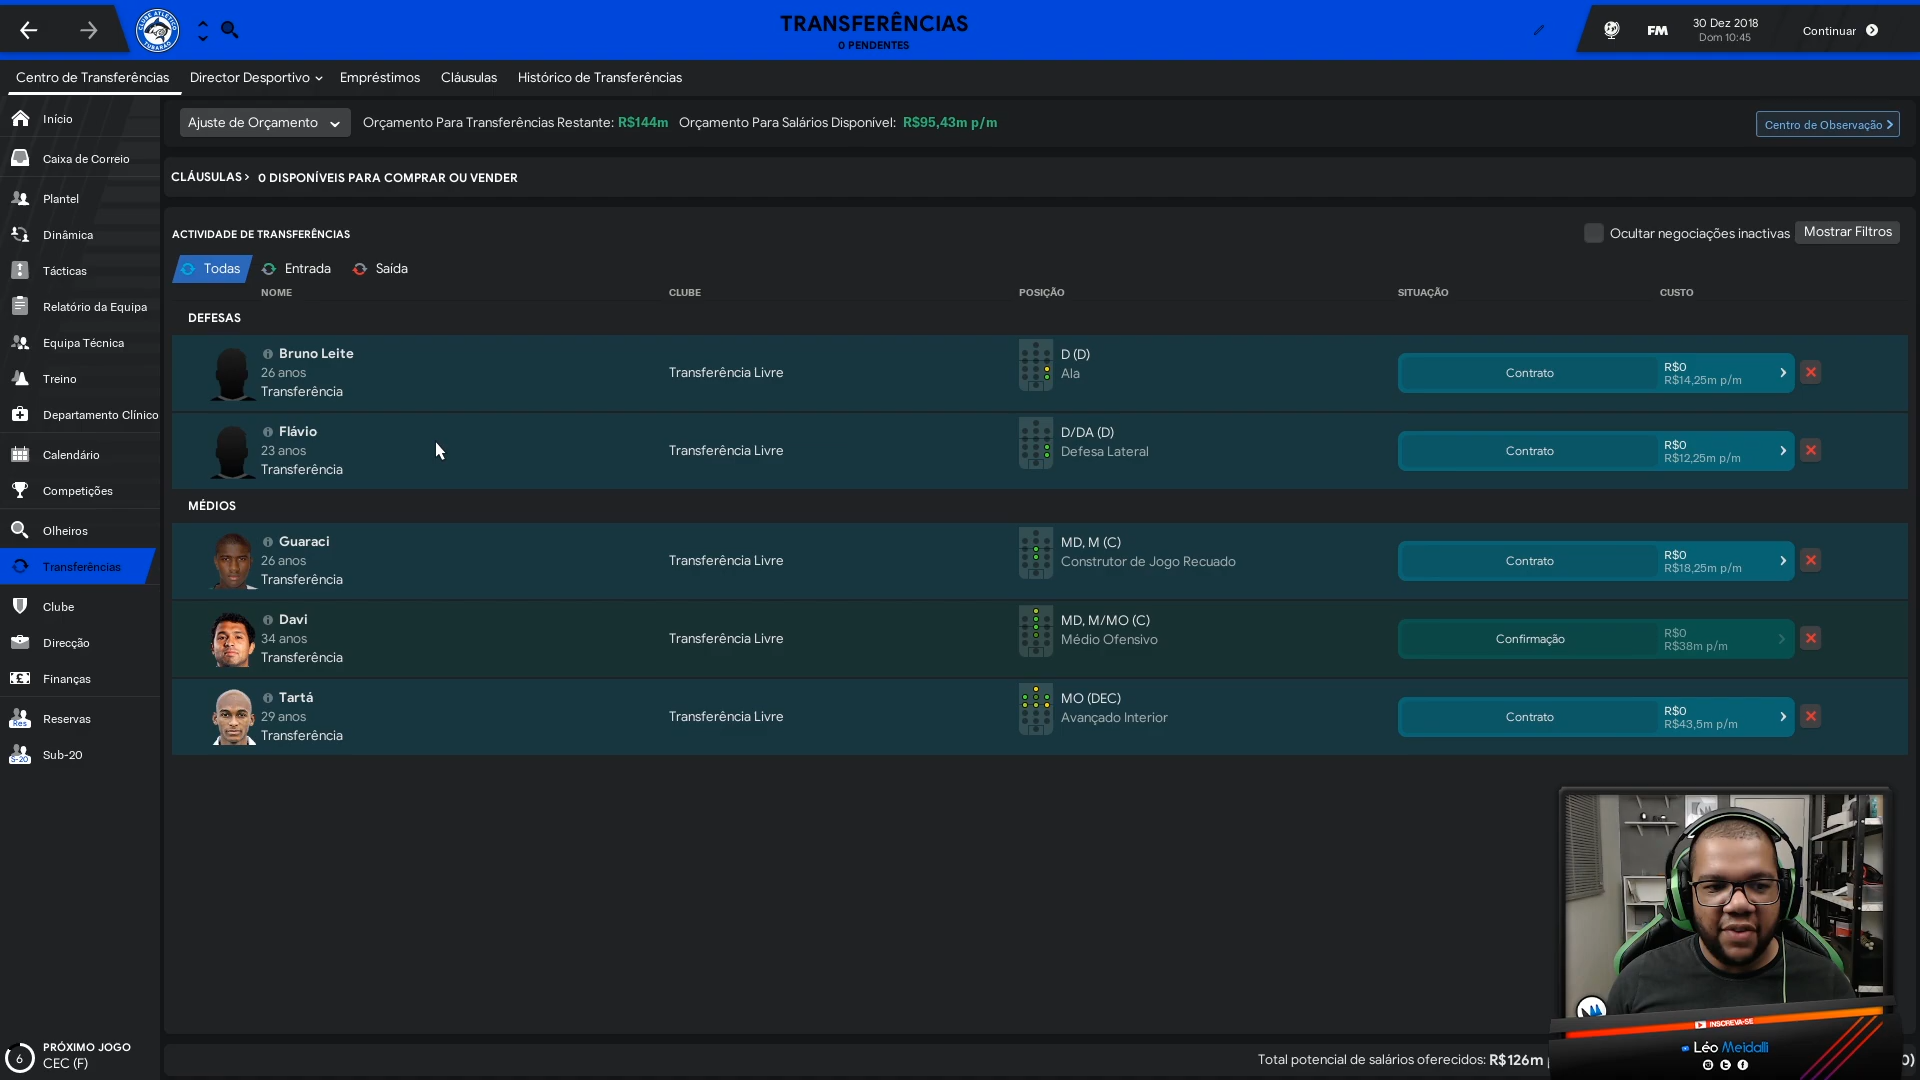 TRANSFERÊNCIAS
0 PENDENTES
FM
30 Dez 2018
Dom 10:45
Continuar
Centro de Transferências
Director Desportivo
Empréstimos
Cláusulas
Histórico de Transferências
Início
Caixa de Correio
Plantel
Dinâmica
Tácticas
Relatório da Equipa
Equipa Técnica
Treino
Departamento Clínico
Calendário
Competições
Olheiros
Transferências
Clube
Direcção
Finanças
Res
Reservas
S-20
Sub-20
6
PRÓXIMO JOGO
CEC (F)
Ajuste de Orçamento
Orçamento Para Transferências Restante: R$144m
Orçamento Para Salários Disponível: R$95,43m p/m
Centro de Observação
CLÁUSULAS
0 DISPONÍVEIS PARA COMPRAR OU VENDER
ACTIVIDADE DE TRANSFERÊNCIAS
Ocultar negociações inactivas
Mostrar Filtros
Todas
Entrada
Saída
NOME
CLUBE
POSIÇÃO
SITUAÇÃO
CUSTO
DEFESAS
Bruno Leite
26 anos
Transferência
Transferência Livre
D (D)
Ala
Contrato
R$0
R$14,25m p/m
Flávio
23 anos
Transferência
Transferência Livre
D/DA (D)
Defesa Lateral
Contrato
R$0
R$12,25m p/m
MÉDIOS
Guaraci
26 anos
Transferência
Transferência Livre
MD, M (C)
Construtor de Jogo Recuado
Contrato
R$0
R$18,25m p/m
Davi
34 anos
Transferência
Transferência Livre
MD, M/MO (C)
Médio Ofensivo
Confirmação
R$0
R$38m p/m
Tartá
29 anos
Transferência
Transferência Livre
MO (DEC)
Avançado Interior
Contrato
R$0
R$43,5m p/m
Total potencial de salários oferecidos: R$126m
INSCREVA-SE
Léo Meidalli